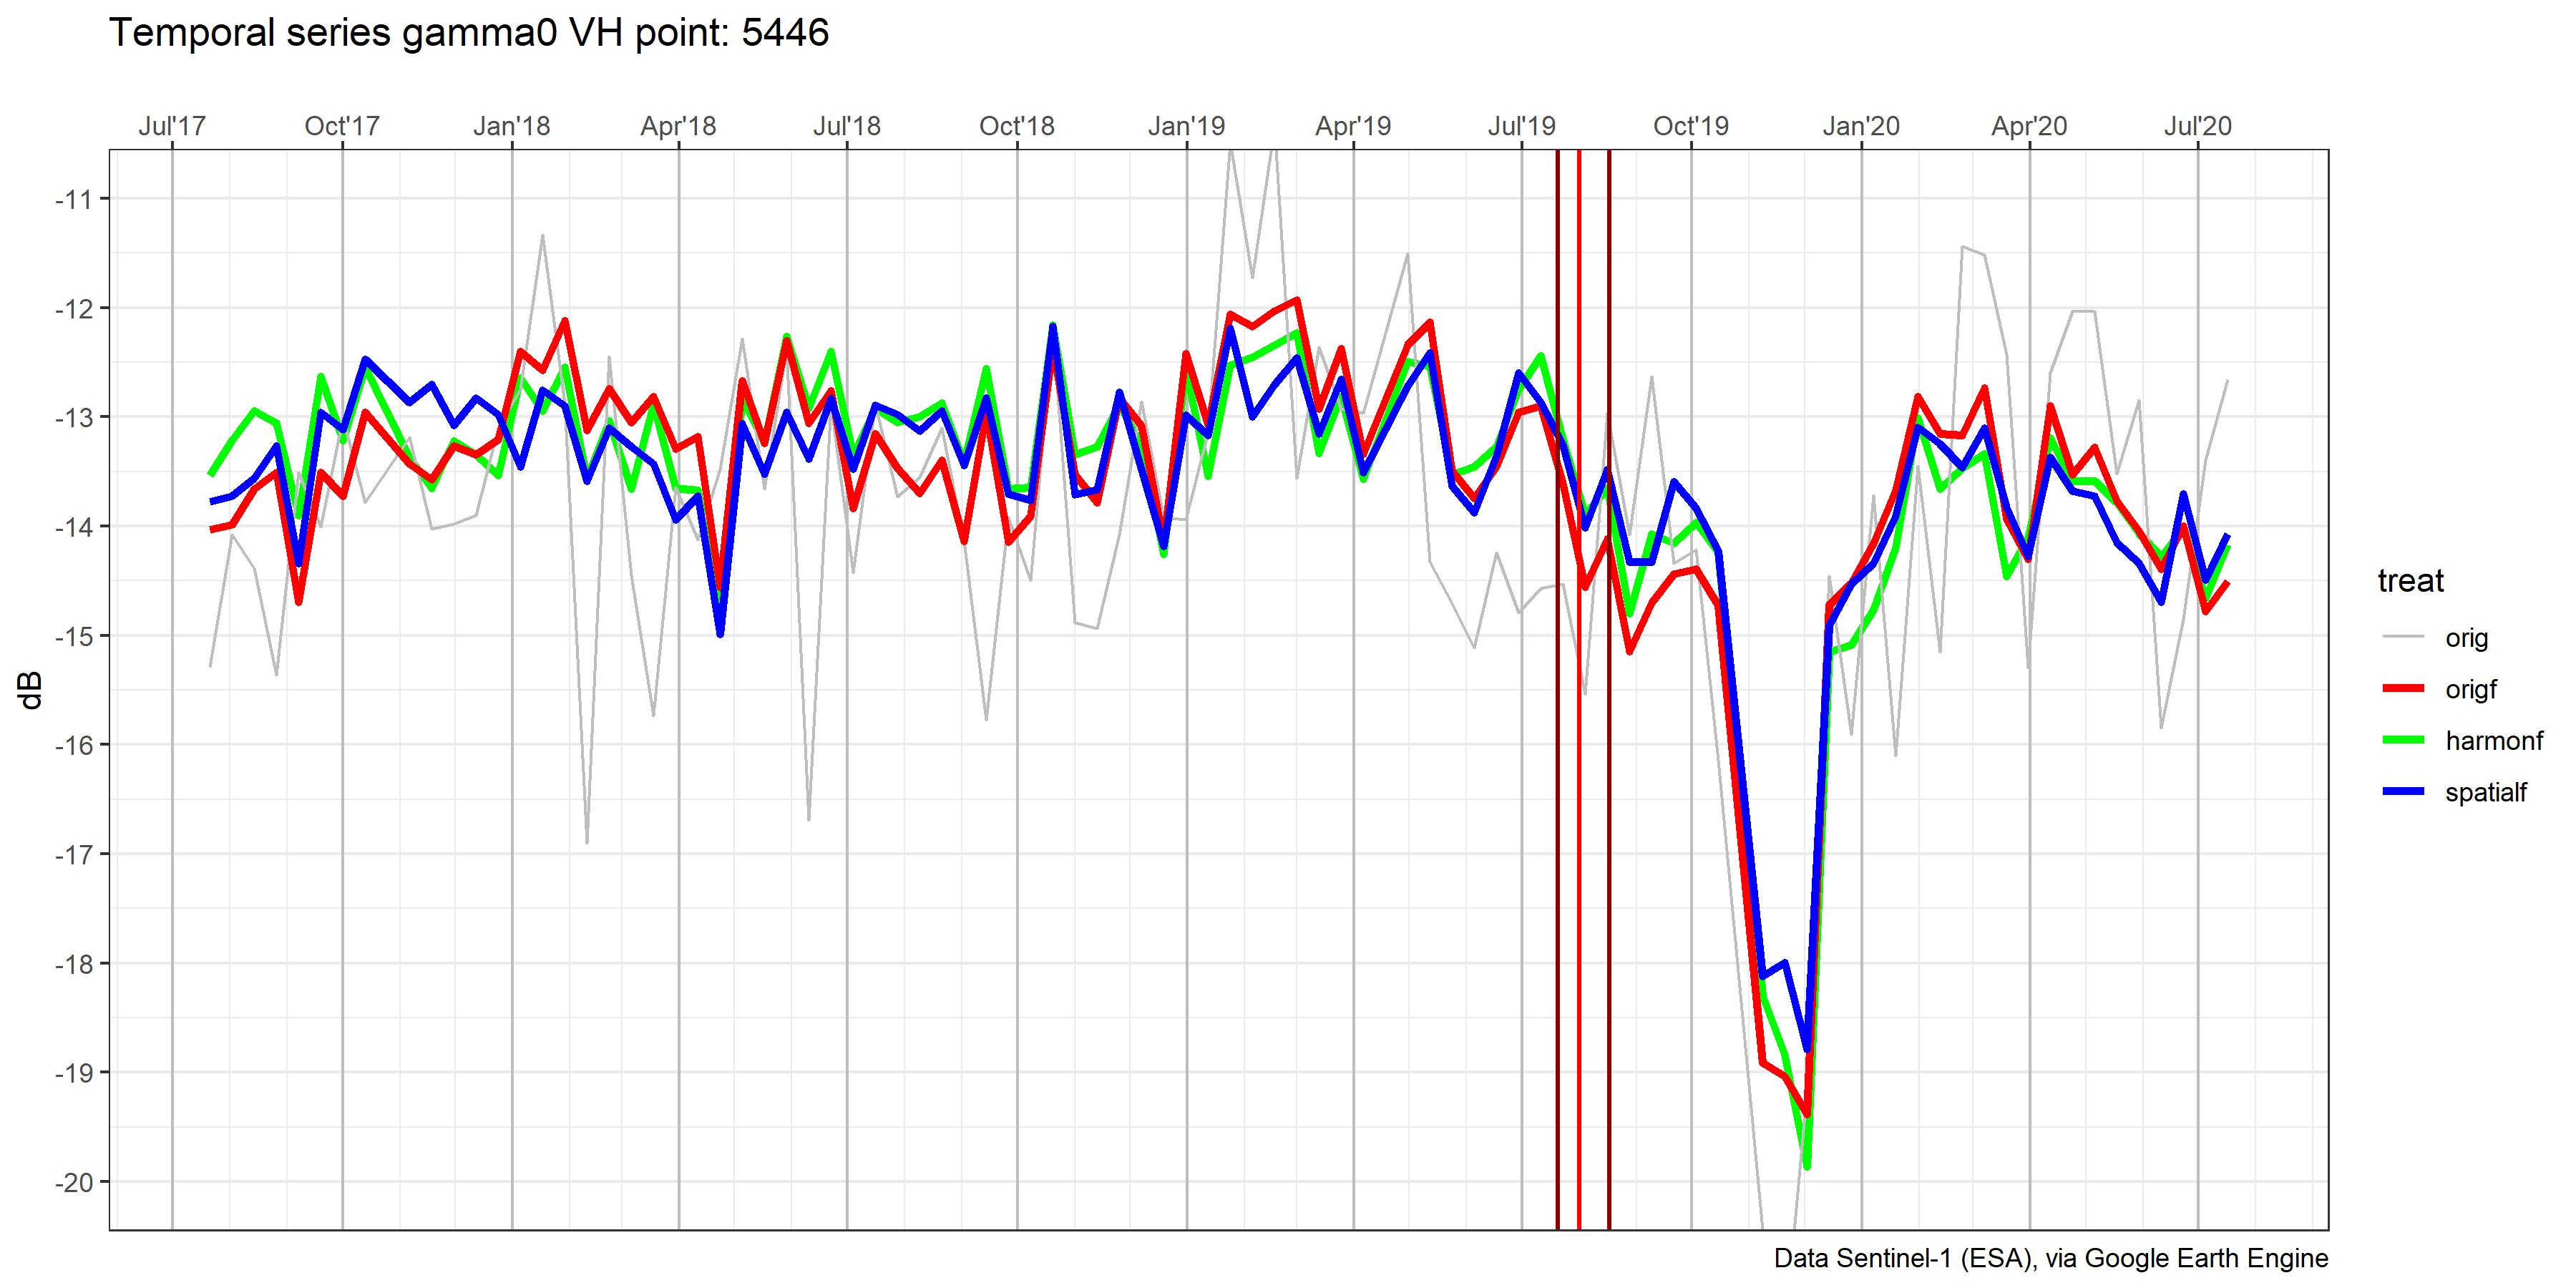 Temporal series gamma0 VH point: 5446
Jul'17 Oct'17 Jan'18 Apr'18 Jul'18 Oct'18 Jan'19 Apr'19 Jul'19 Oct'19 Jan'20 Apr'20 Jul'20
-11
-12
-13
-14
-15
-16
-17
-18
-19
-20
dB
treat
orig
origf
harmonf
spatialf
Data Sentinel-1 (ESA), via Google Earth Engine